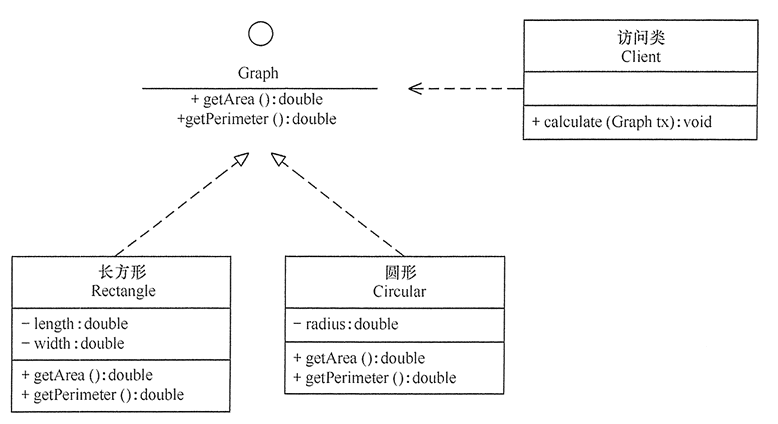 Graph
+ getArea ():double
+getPerimeter ():double
访问类
Client
+ calculate (Graph tx):void
长方形
Rectangle
− length:double
− width:double
+ getArea ():double
+ getPerimeter ():double
圆形
Circular
− radius:double
+ getArea ():double
+ getPerimeter ():double